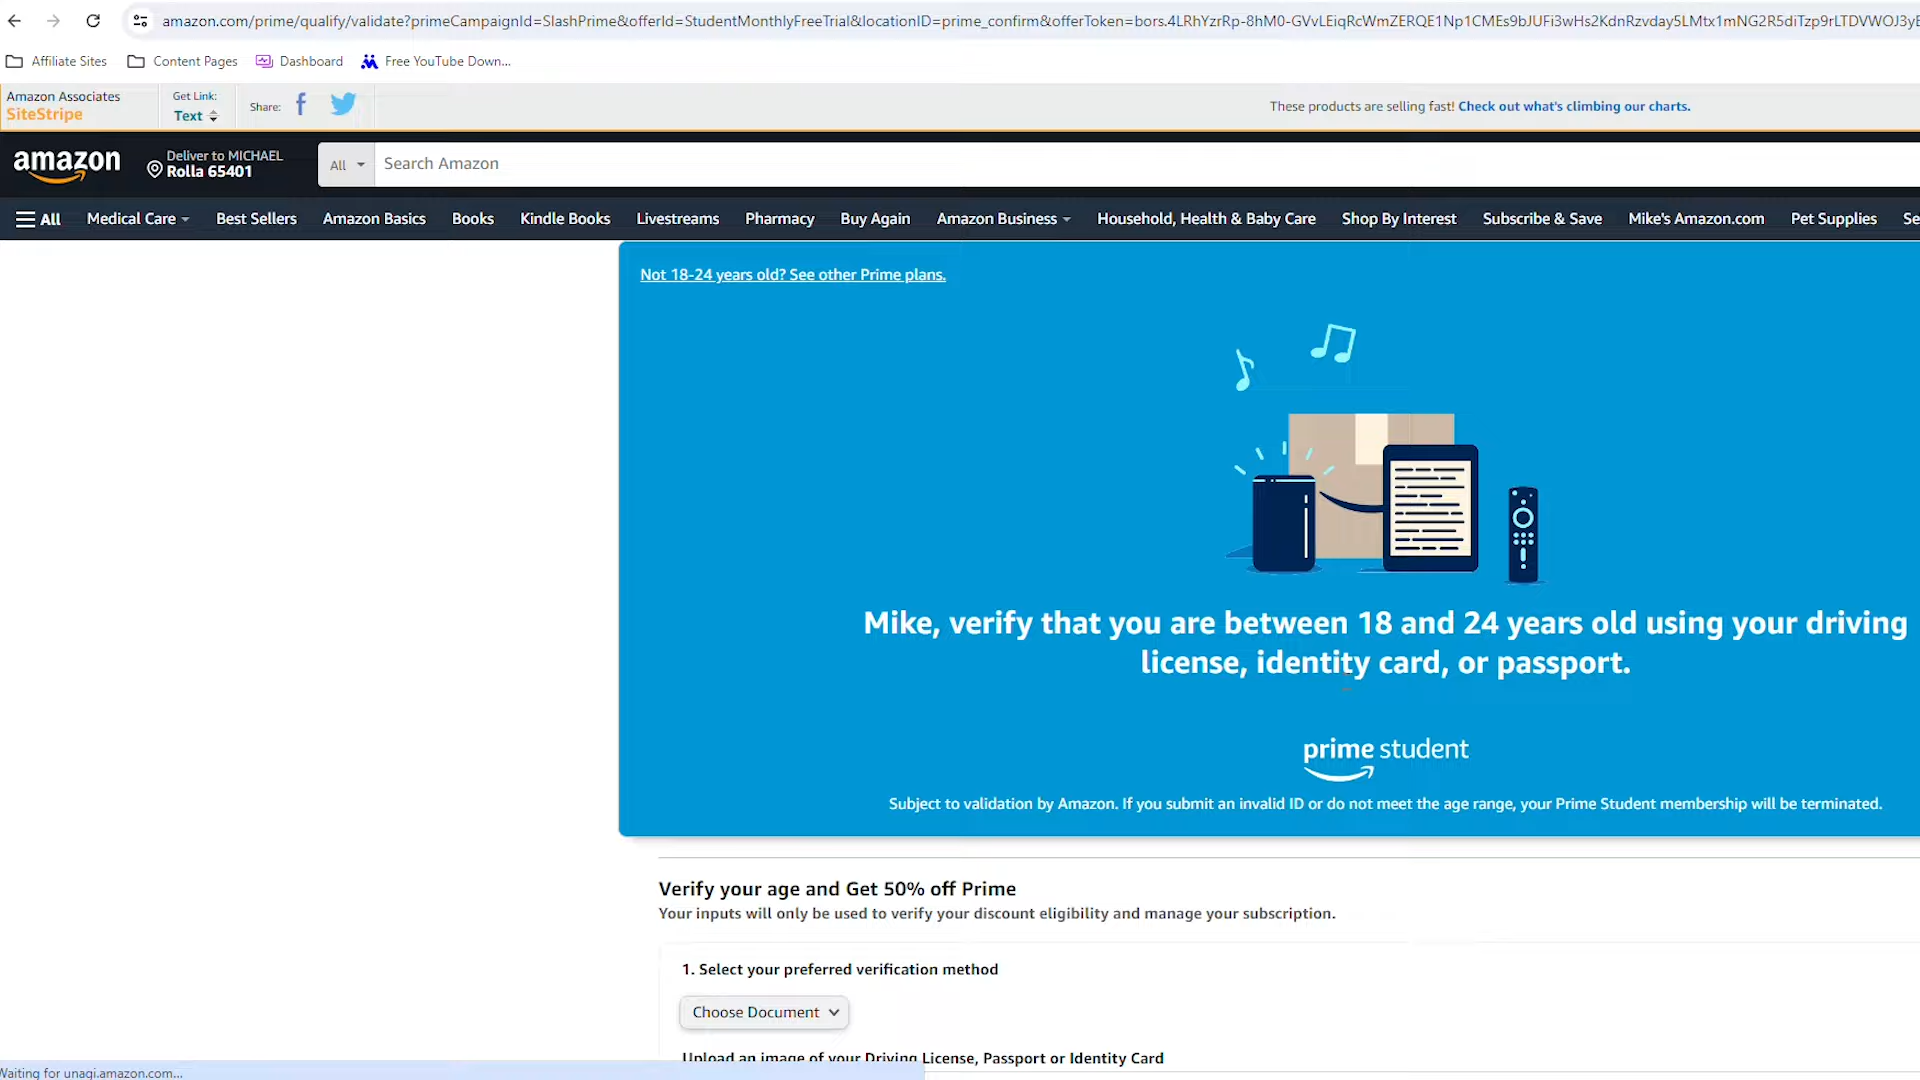 amazon.com/prime/qualify/validate?primeCampaignId=SlashPrime&offerId=StudentMonthlyFreeTrial&locationID=prime_confirm&offerToken=bors.4LRhYzrRp-8hM0-GVvLEiqRcWmZERQE1Np1CMEs9bJUFi3wHs2KdnRzvday5LMtx1mNG2R5diTzp9rLTDVWOJ3yE
Affiliate Sites Content Pages Dashboard Free YouTube Down...
Amazon Associates
SiteStripe
Get Link:
Text
Share:
These products are selling fast! Check out what's climbing our charts.
amazon
Deliver to MICHAEL
Rolla 65401
All
Search Amazon
All Medical Care Best Sellers Amazon Basics Books Kindle Books Livestreams Pharmacy Buy Again Amazon Business Household, Health & Baby Care Shop By Interest Subscribe & Save Mike's Amazon.com Pet Supplies Se
Not 18-24 years old? See other Prime plans.
Mike, verify that you are between 18 and 24 years old using your driving
license, identity card, or passport.
prime student
Subject to validation by Amazon. If you submit an invalid ID or do not meet the age range, your Prime Student membership will be terminated.
Verify your age and Get 50% off Prime
Your inputs will only be used to verify your discount eligibility and manage your subscription.
1. Select your preferred verification method
Choose Document
Upload an image of your Driving License, Passport or Identity Card
Waiting for unagi.amazon.com...